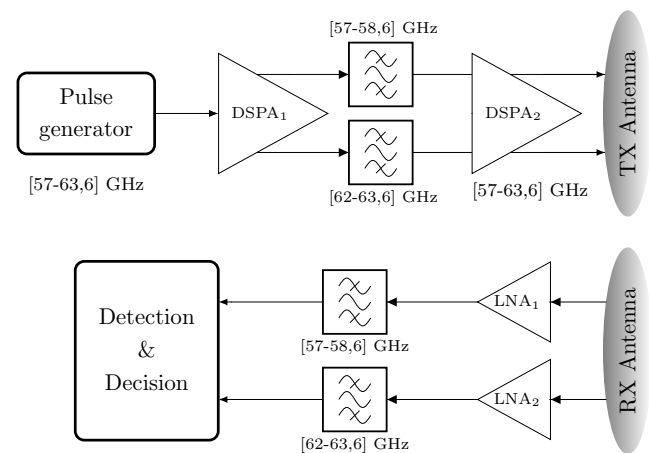 [57-58,6] GHz
Pulse
generator
DSPA₁
DSPA₂
TX Antenna
[57-63,6] GHz
[62-63,6] GHz
[57-63,6] GHz
Detection
&
Decision
LNA₁
[57-58,6] GHz
LNA₂
[62-63,6] GHz
RX Antenna